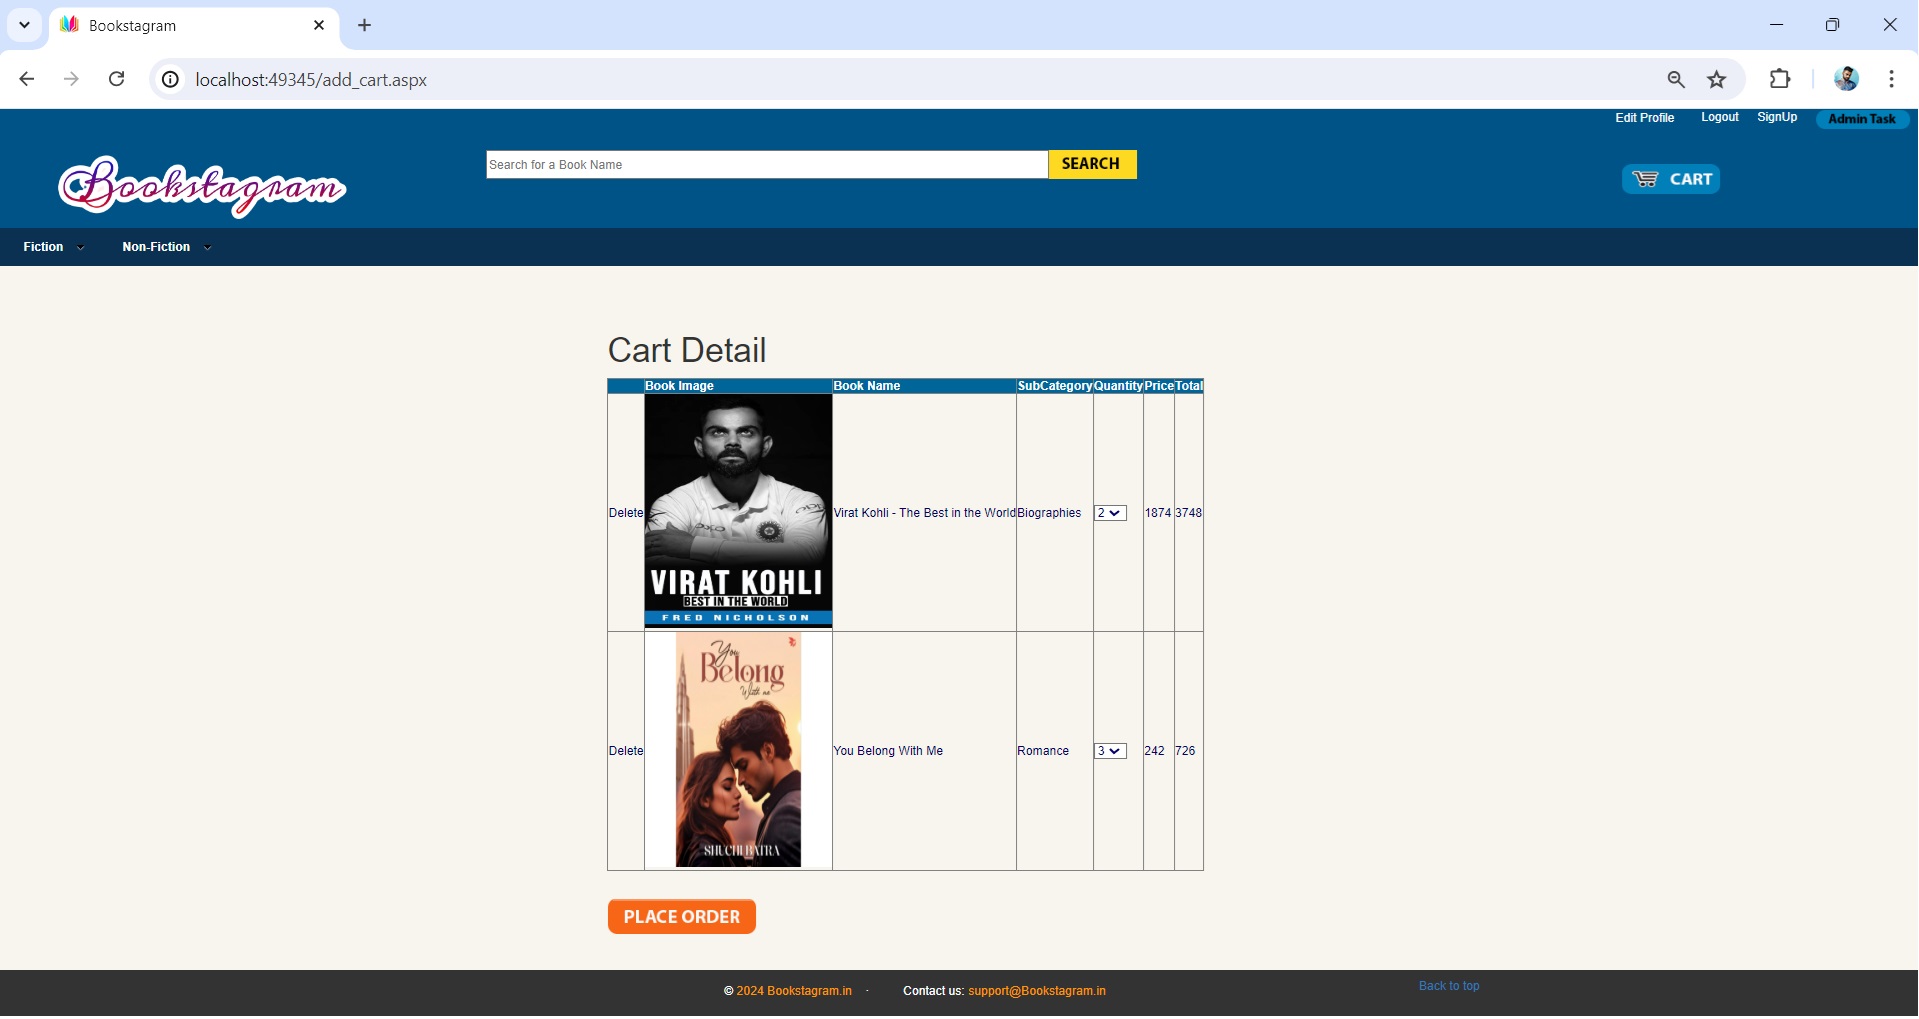 Bookstagram
localhost:49345/add_cart.aspx
Edit Profile Logout SignUp Admin Task
Bookstagram
Search for a Book Name SEARCH
CART
Fiction Non-Fiction
Cart Detail
Book Image Book Name SubCategory Quantity Price Total
Delete Virat Kohli - The Best in the World Biographies 2 1874 3748
VIRAT KOHLI
BEST IN THE WORLD
FRED NICHOLSON
You
Belong
With me
Delete You Belong With Me Romance 3 242 726
SHUCHI BATRA
PLACE ORDER
© 2024 Bookstagram.in · Contact us: support@Bookstagram.in Back to top